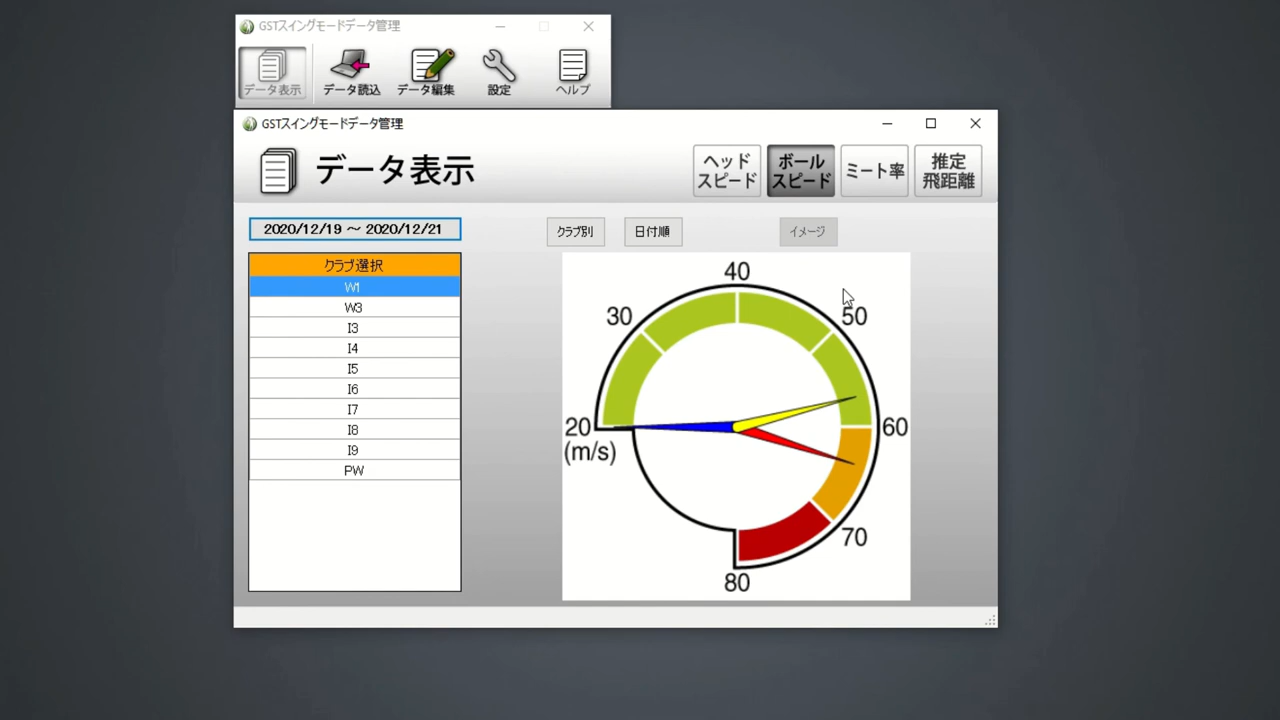 GSTスイングモードデータ管理
データ表示
データ読込
データ編集
設定
ヘルプ
GSTスイングモードデータ管理
データ表示
ヘッド
スピード
ボール
スピード
ミート率
推定
飛距離
2020/12/19 ～ 2020/12/21
クラブ別
日付順
イメージ
クラブ選択
W1
W3
I3
I4
I5
I6
I7
I8
I9
PW
40
30
50
20
60
(m/s)
70
80